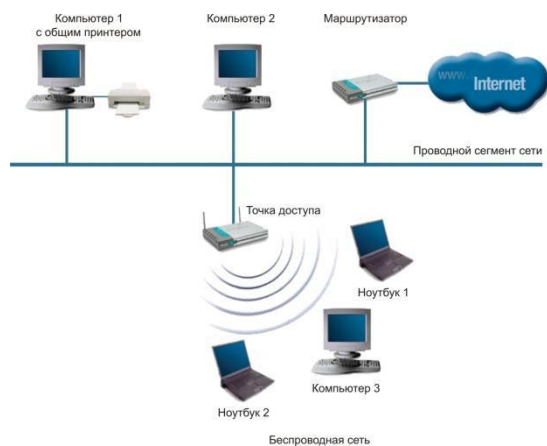 Компьютер 1
с общим принтером
Компьютер 2
Маршрутизатор
www.
Internet
Проводной сегмент сети
Точка доступа
Ноутбук 1
Компьютер 3
Ноутбук 2
Беспроводная сеть